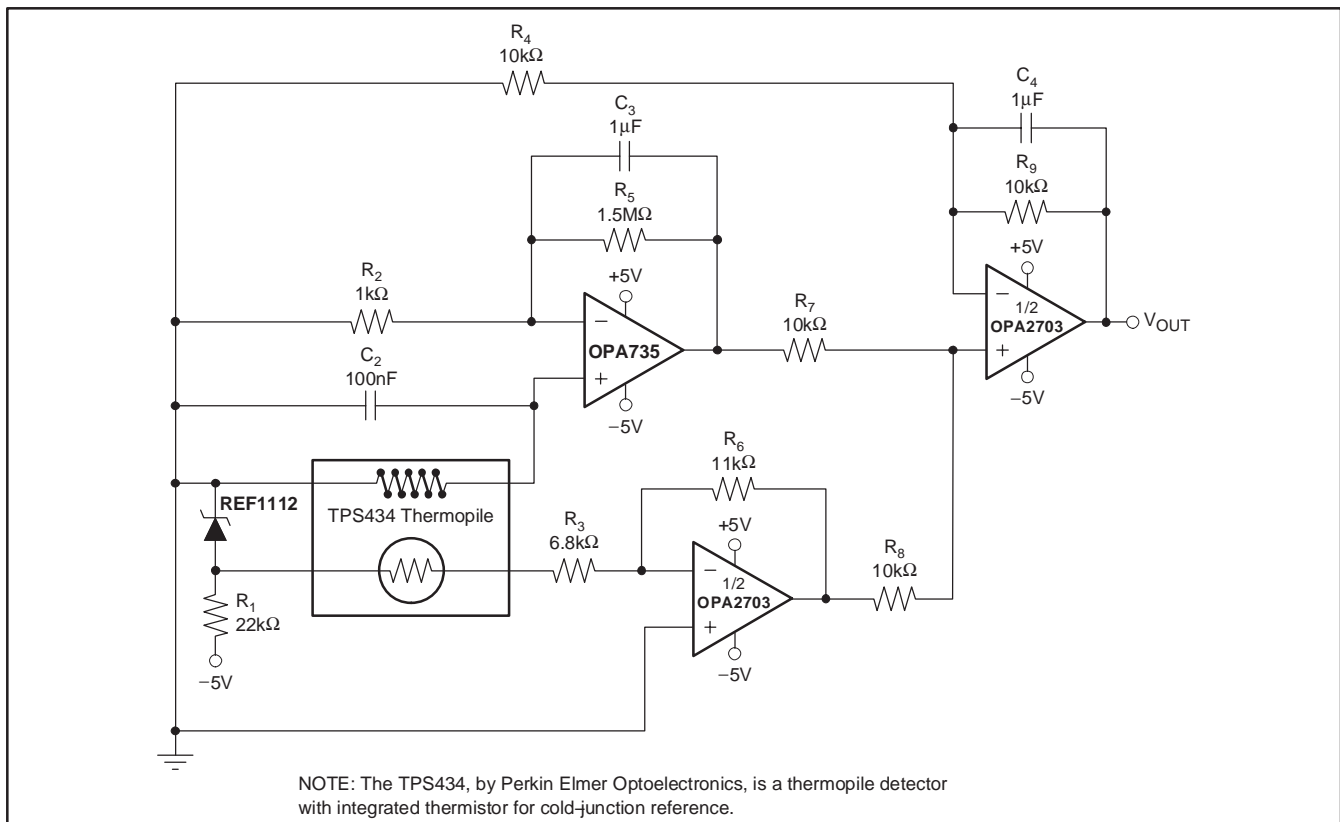 R4
10kΩ
C4
1μF
C3
1μF
R9
10kΩ
R5
1.5MΩ
+5V
+5V
R2
1kΩ
R7
10kΩ
−
1/2
OPA2703
+
VOUT
−
OPA735
+
C2
100nF
−5V
−5V
R6
11kΩ
REF1112
TPS434 Thermopile
R3
6.8kΩ
+5V
R8
10kΩ
−
1/2
OPA2703
+
R1
22kΩ
−5V
−5V
NOTE: The TPS434, by Perkin Elmer Optoelectronics, is a thermopile detector
with integrated thermistor for cold-junction reference.